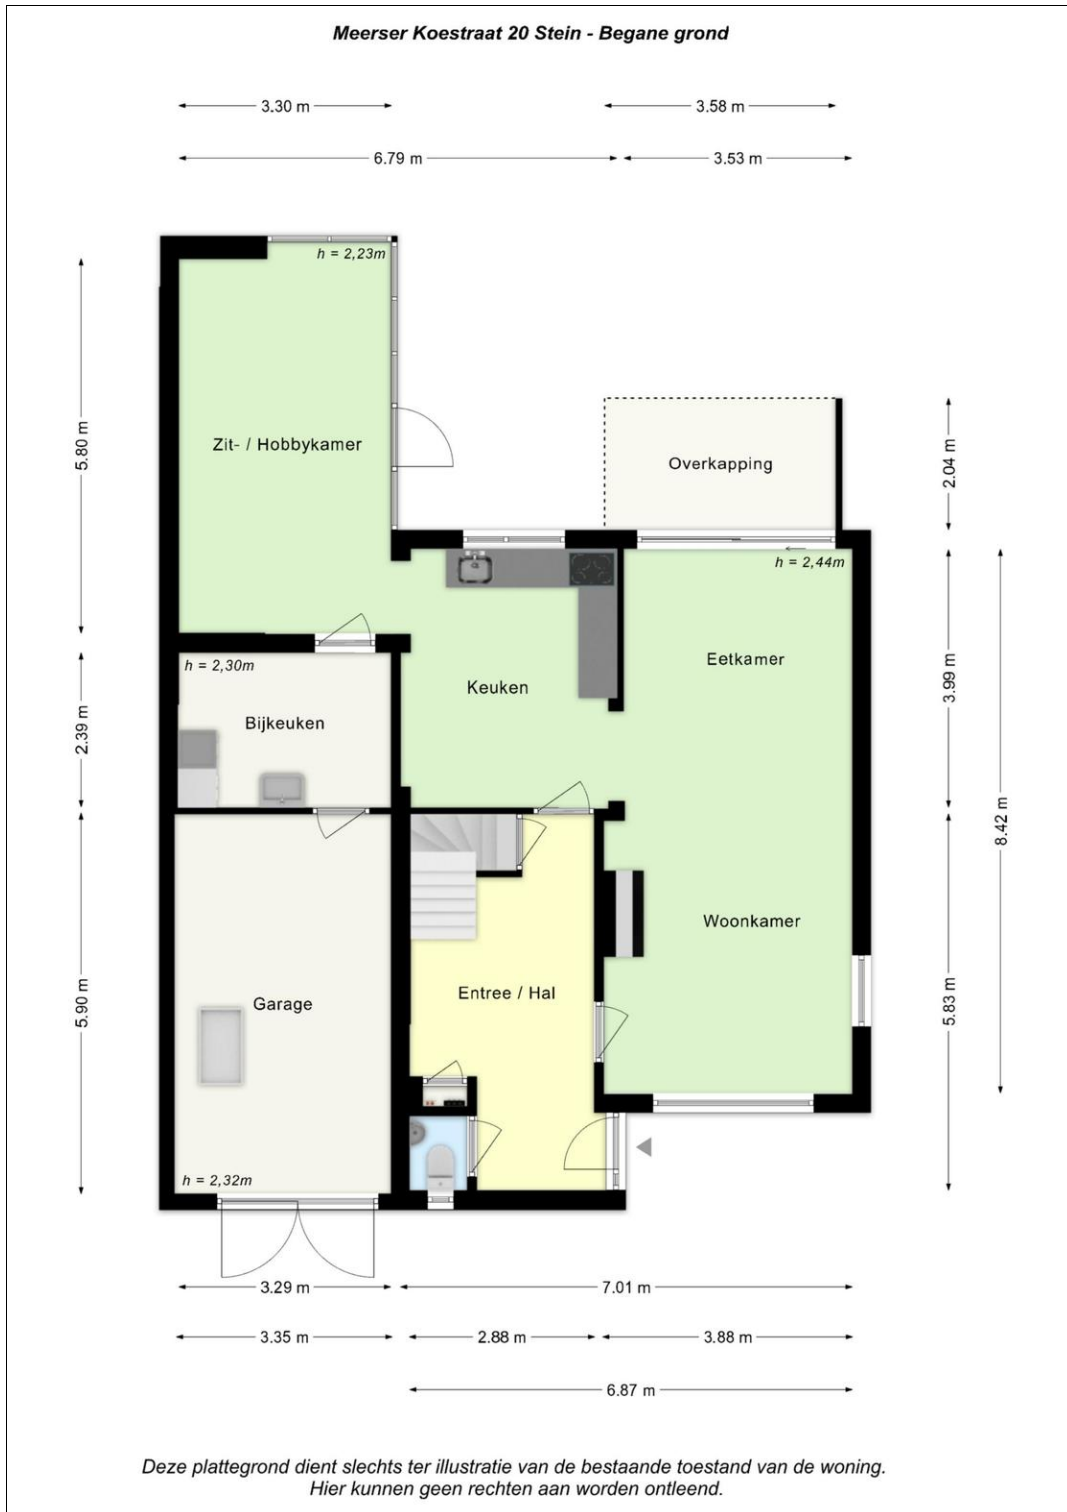 Meerser Koestraat 20 Stein - Begane grond
3.30 m
3.58 m
6.79 m
3.53 m
h = 2,23m
5.80 m
Zit- / Hobbykamer
Overkapping
2.04 m
h = 2,44m
h = 2,30m
Eetkamer
Keuken
3.99 m
Bijkeuken
2.39 m
8.42 m
Woonkamer
Entree / Hal
Garage
5.90 m
5.83 m
h = 2,32m
3.29 m
7.01 m
3.35 m
2.88 m
3.88 m
6.87 m
Deze plattegrond dient slechts ter illustratie van de bestaande toestand van de woning.
Hier kunnen geen rechten aan worden ontleend.